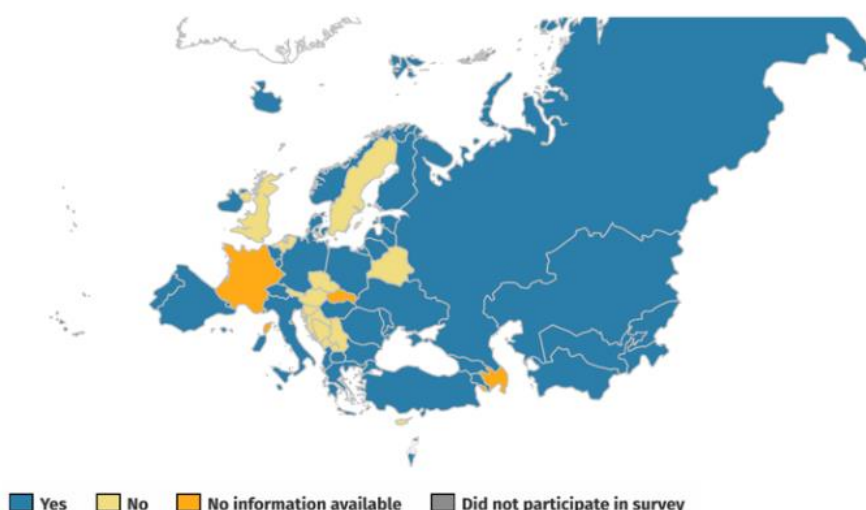 Yes No No information available Did not participate in survey